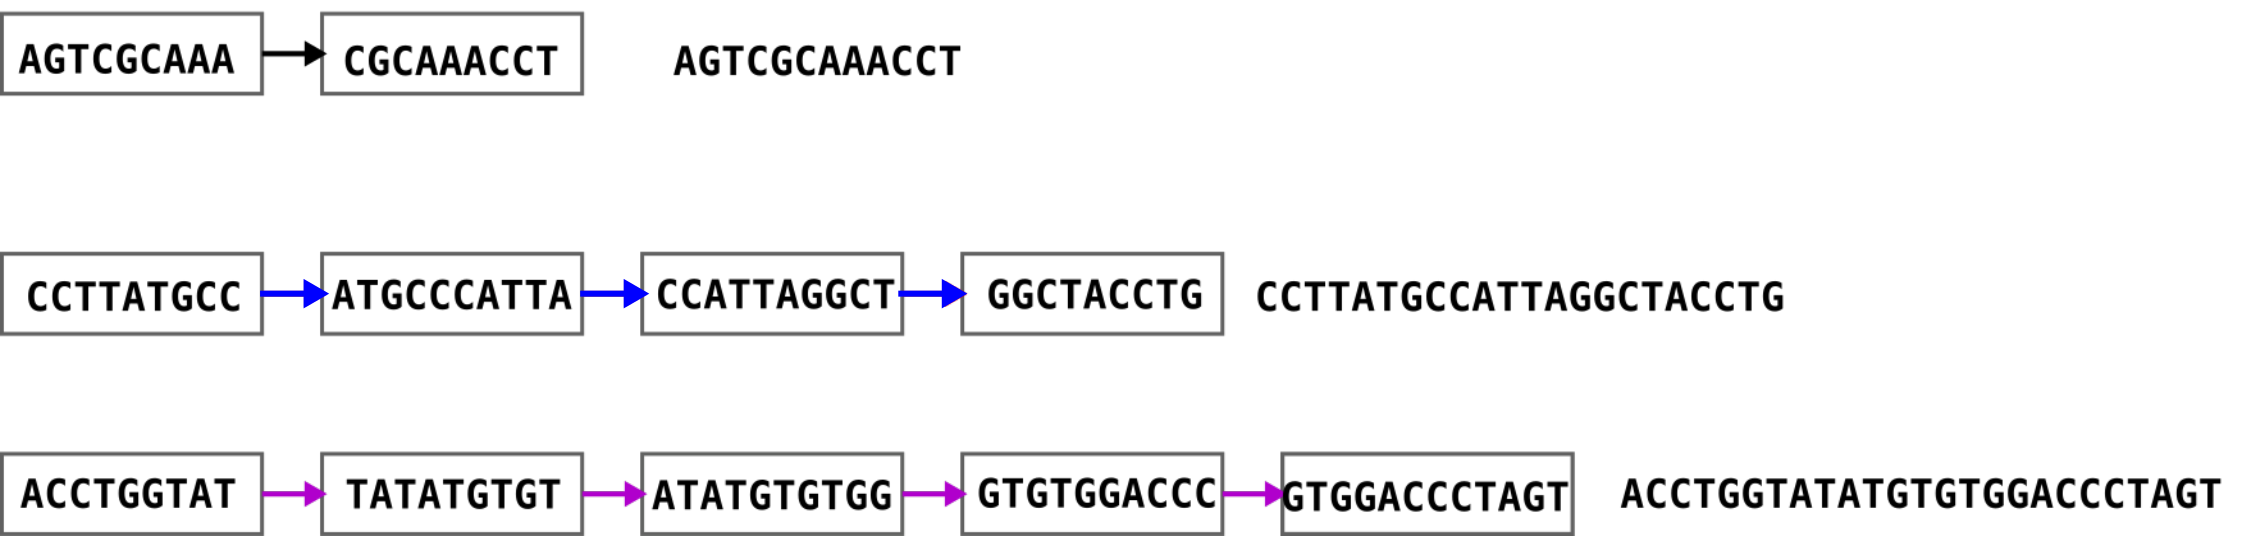 AGTCGCAAA CGCAAACCT AGTCGCAAACCT
CCTTATGCC ATGCCCATTA CCATTAGGCT GGCTACCTG CCTTATGCCATTAGGCTACCTG
ACCTGGTAT TATATGTGT ATATGTGTGG GTGTGGACCC GTGGACCCTAGT ACCTGGTATATGTGTGGACCCTAGT